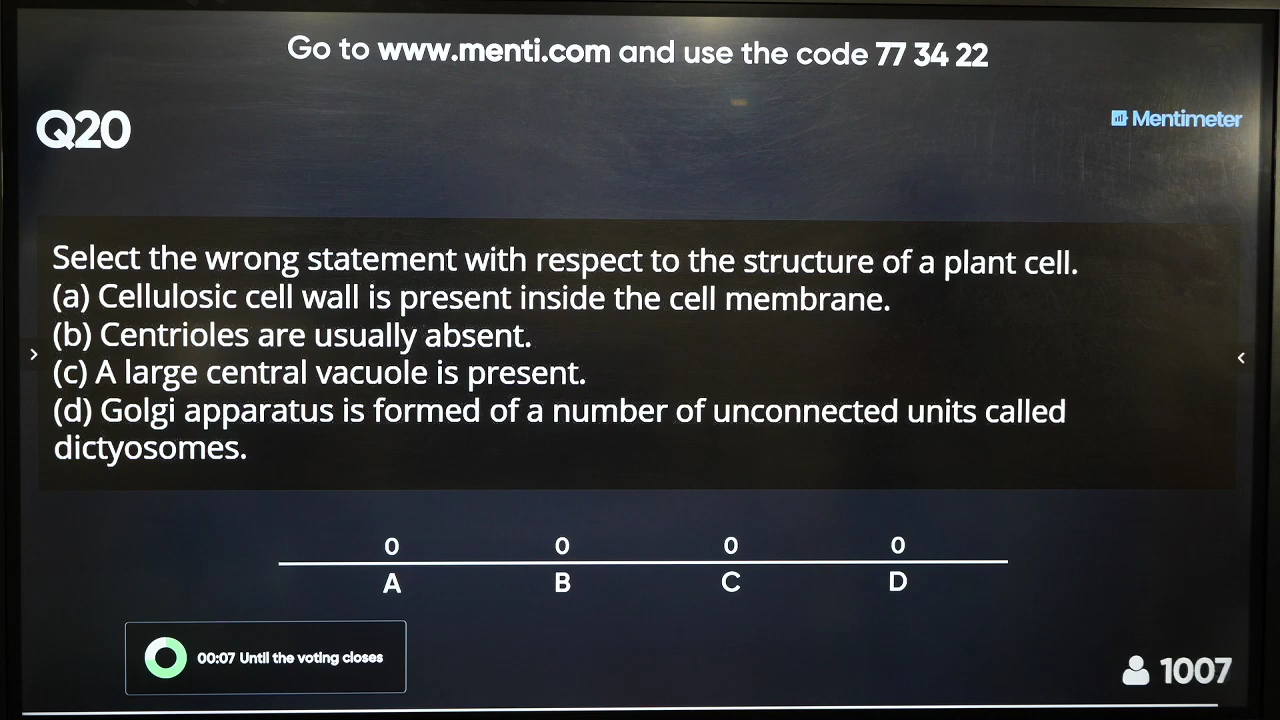 Go to www.menti.com and use the code 77 34 22
Q20
Mentimeter
Select the wrong statement with respect to the structure of a plant cell.
(a) Cellulosic cell wall is present inside the cell membrane.
(b) Centrioles are usually absent.
(c) A large central vacuole is present.
(d) Golgi apparatus is formed of a number of unconnected units called
dictyosomes.
0 0 0 0
A B C D
00:07 Until the voting closes
1007